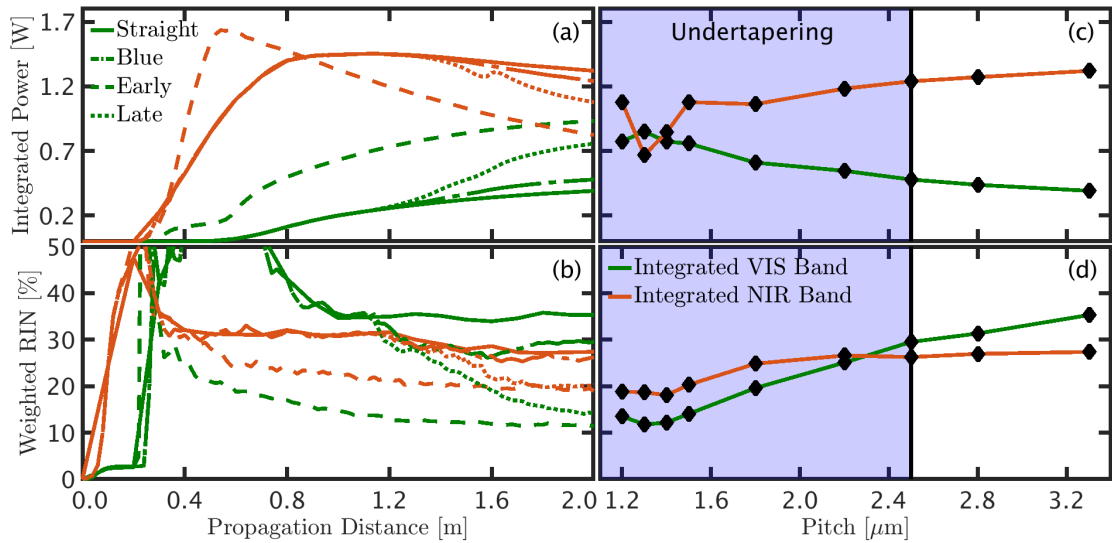 1.7
1.2
0.7
0.2
Integrated Power [W]
Straight
Blue
Early
Late
(a)
Undertapering
(c)
50
40
30
20
10
0
Weighted RIN [%]
(b)
Integrated VIS Band
Integrated NIR Band
(d)
0.0 0.4 0.8 1.2 1.6 2.0
Propagation Distance [m]
1.2 1.6 2.0 2.4 2.8 3.2
Pitch [μm]